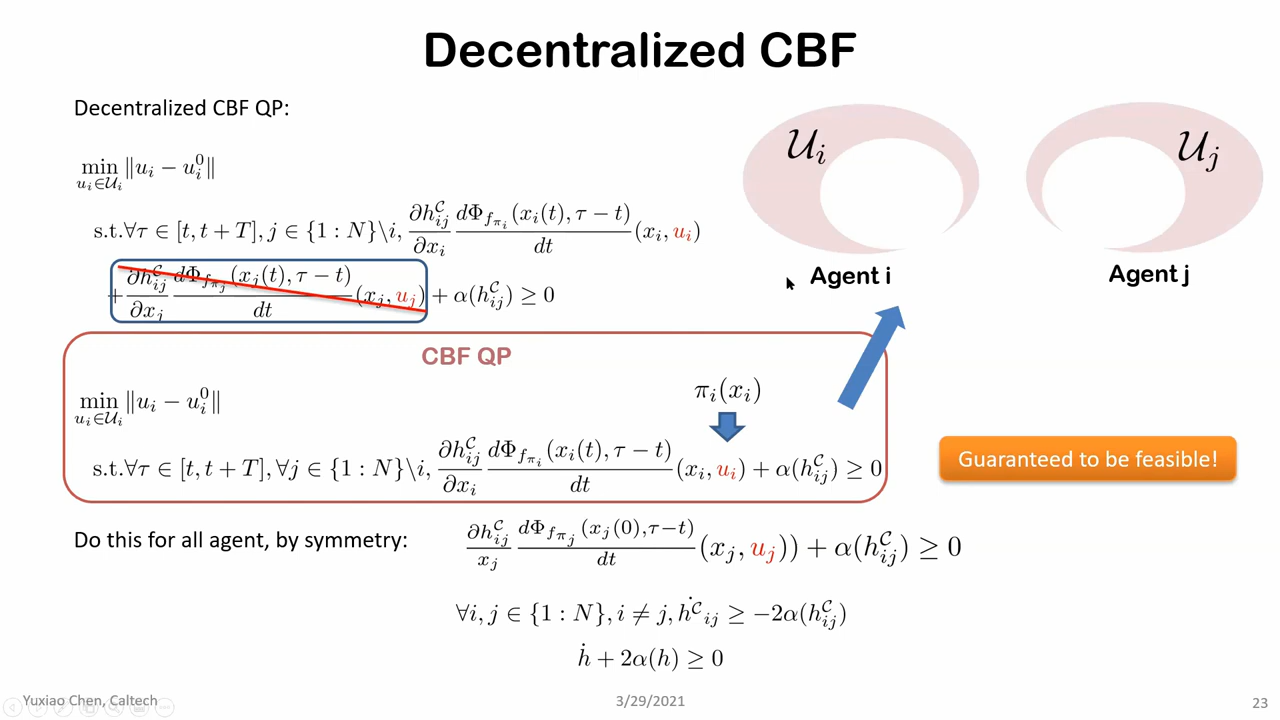 Decentralized CBF
Decentralized CBF QP:
min_{u_i∈𝒰_i} ‖u_i − u_i^0‖
s.t.∀τ ∈ [t, t + T], j ∈ {1 : N}\i, ∂h_{ij}^𝒞/∂x_i dΦ_{f_{π_i}}(x_i(t), τ − t)/dt (x_i, u_i)
+ ∂h_{ij}^𝒞/∂x_j dΦ_{f_{π_j}}(x_j(t), τ − t)/dt (x_j, u_j) + α(h_{ij}^𝒞) ≥ 0
𝒰_i
𝒰_j
Agent i
Agent j
CBF QP
min_{u_i∈𝒰_i} ‖u_i − u_i^0‖
π_i(x_i)
s.t.∀τ ∈ [t, t + T], ∀j ∈ {1 : N}\i, ∂h_{ij}^𝒞/∂x_i dΦ_{f_{π_i}}(x_i(t), τ − t)/dt (x_i, u_i) + α(h_{ij}^𝒞) ≥ 0
Guaranteed to be feasible!
Do this for all agent, by symmetry: ∂h_{ij}^𝒞/x_j dΦ_{f_{π_j}}(x_j(0),τ−t)/dt (x_j, u_j)) + α(h_{ij}^𝒞) ≥ 0
∀i, j ∈ {1 : N}, i ≠ j, ḣ^𝒞_{ij} ≥ −2α(h_{ij}^𝒞)
ḣ + 2α(h) ≥ 0
Yuxiao Chen, Caltech
3/29/2021
23